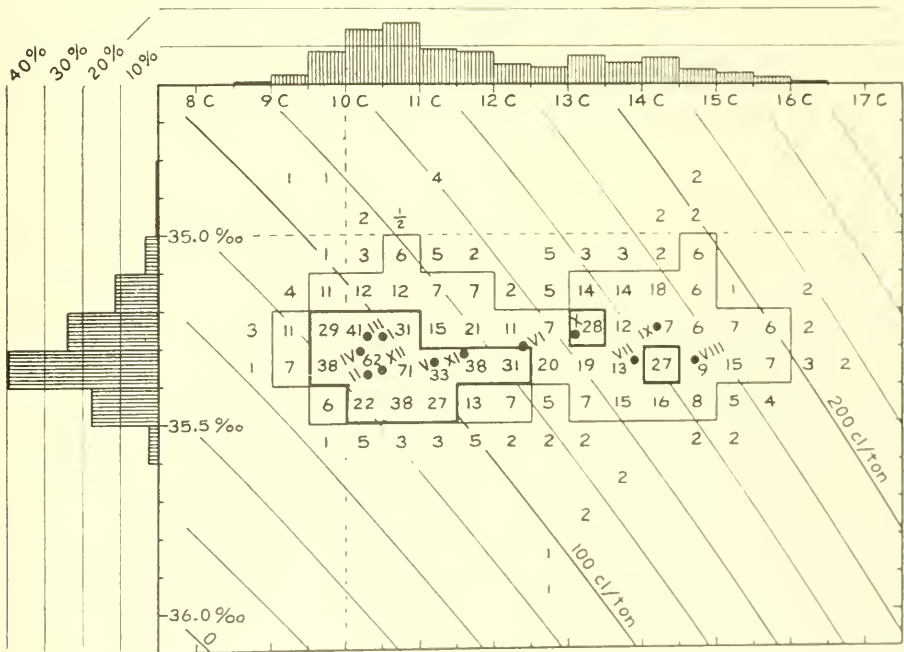 40% 30% 20% 10%
8 C 9 C 10 C 11 C 12 C 13 C 14 C 15 C 16 C 17 C
1 1 4 2
2 ½ 2 2
35.0 ‰
1 3 6 5 2 5 3 3 2 6
4 11 12 12 7 7 2 5 14 14 18 6 1 2
3 11 29 41 III 31 15 21 11 VI 7 X 28 12 IX 7 6 7 6 2
1 7 38 IV 62 XII 71 V 33 XI 38 31 20 19 VII 13 27 VIII 9 15 7 3 2
II
6 22 38 27 13 7 5 7 15 16 8 5 4
35.5 ‰
1 5 3 3 5 2 2 2 2 2
2
2
1
1
36.0 ‰
0
100 cl/ton
200 cl/ton